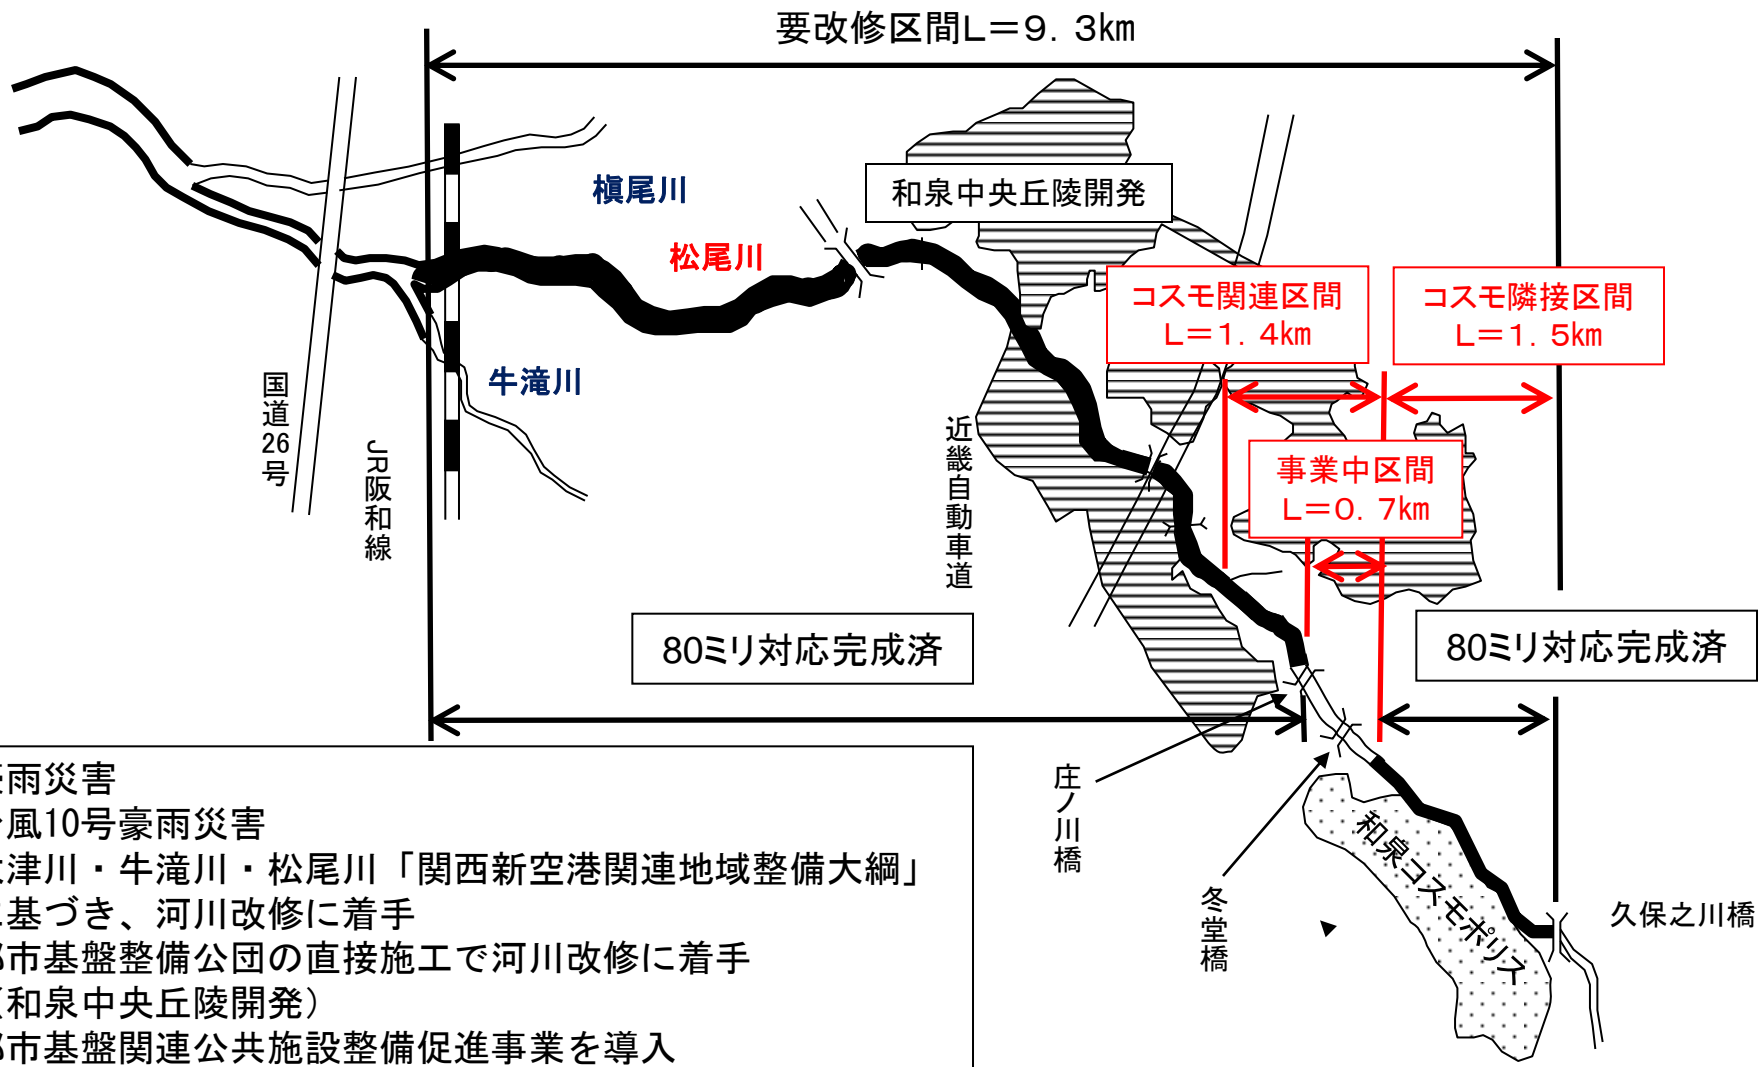 要改修区間L＝9．3㎞
槇尾川
松尾川
牛滝川
和泉中央丘陵開発
コスモ関連区間
L＝1．4㎞
コスモ隣接区間
L＝1．5㎞
事業中区間
L＝0．7㎞
国道26号
JR阪和線
近畿自動車道
80ミリ対応完成済
80ミリ対応完成済
庄ノ川橋
冬堂橋
和泉コスモポリス
久保之川橋
雨災害
風10号豪雨災害
津川・牛滝川・松尾川「関西新空港関連地域整備大綱」
基づき、河川改修に着手
市基盤整備公団の直接施工で河川改修に着手
（和泉中央丘陵開発）
市基盤関連公共施設整備促進事業を導入